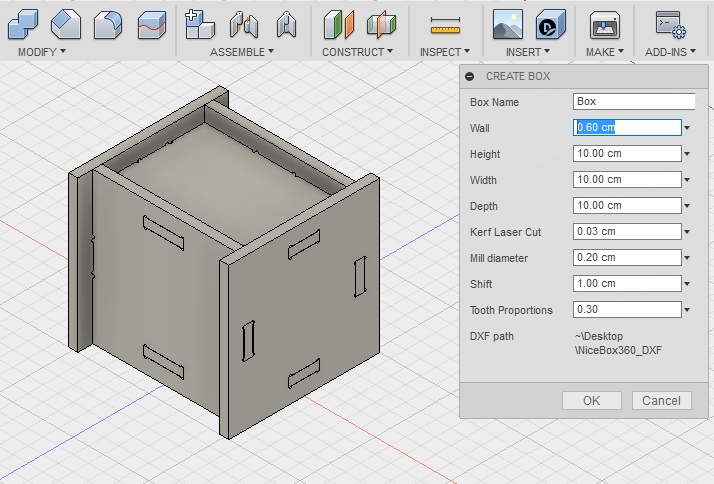 MODIFY ASSEMBLE CONSTRUCT INSPECT INSERT MAKE ADD-INS
CREATE BOX
Box Name Box
Wall 0.60 cm
Height 10.00 cm
Width 10.00 cm
Depth 10.00 cm
Kerf Laser Cut 0.03 cm
Mill diameter 0.20 cm
Shift 1.00 cm
Tooth Proportions 0.30
DXF path ~\Desktop
\NiceBox360_DXF
OK Cancel